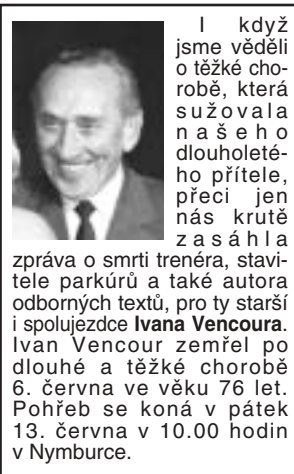 I když
jsme věděli
o těžké cho-
robě, která
sužovala
našeho
dlouholeté-
ho přítele,
přeci jen
nás krutě
zasáhla
zpráva o smrti trenéra, stavi-
tele parkúrů a také autora
odborných textů, pro ty starší
i spolujezdce Ivana Vencoura.
Ivan Vencour zemřel po
dlouhé a těžké chorobě
6. června ve věku 76 let.
Pohřeb se koná v pátek
13. června v 10.00 hodin
v Nymburce.